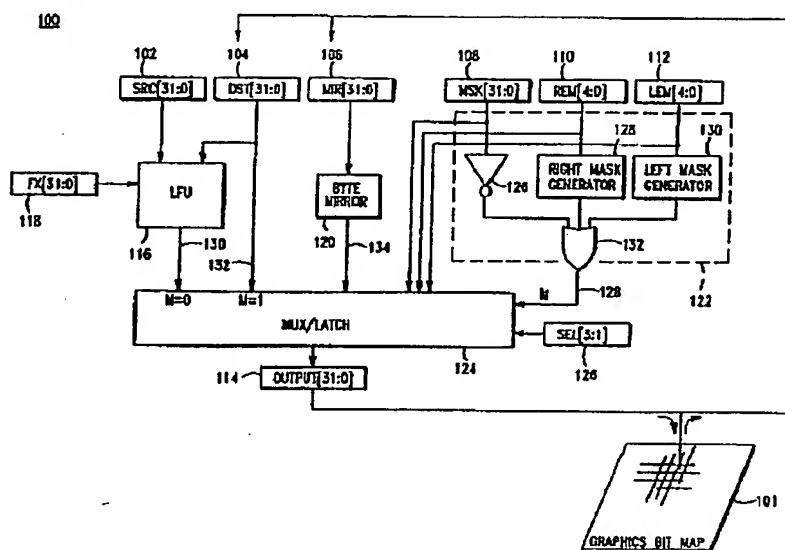 100
102
104
106
108
110
112
SRC[31:0]
DST[31:0]
MIR[31:0]
MSK[31:0]
REM[4:0]
LEM[4:0]
128
130
FX[31:0]
118
LFU
116
BYTE
MIRROR
120
126
RIGHT MASK
GENERATOR
LEFT MASK
GENERATOR
130
132
134
132
122
M=0
M=1
M
128
MUX/LATCH
124
SEL[3:1]
126
114
OUTPUT[31:0]
101
GRAPHICS BIT MAP